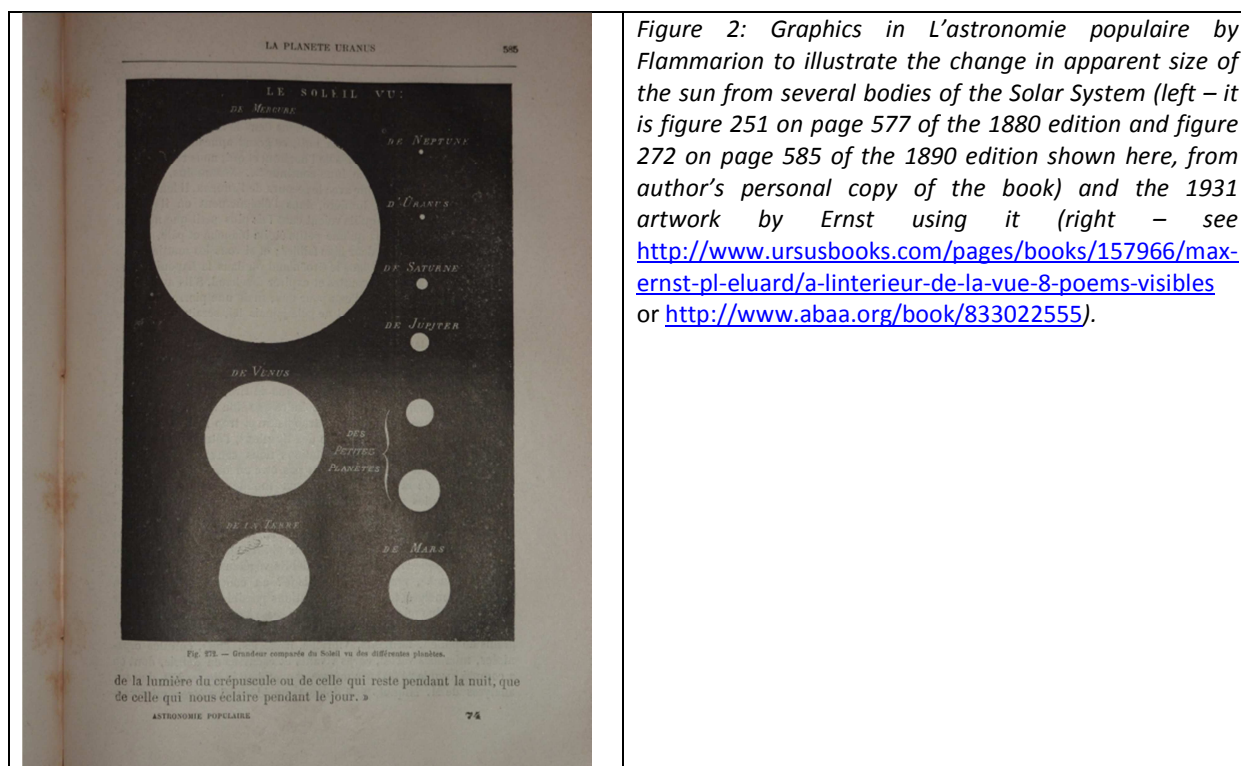 LA PLANETE URANUS 585
LE SOLEIL VU:
DE MERCURE
DE NEPTUNE
D'URANUS
DE SATURNE
DE JUPITER
DE VENUS
DES
PETITES
PLANÈTES
DE LA TERRE
DE MARS
Fig. 272. — Grandeur comparée du Soleil vu des différentes planètes.
de la lumière du crépuscule ou de celle qui reste pendant la nuit, que
de celle qui nous éclaire pendant le jour. »
ASTRONOMIE POPULAIRE 74
Figure 2: Graphics in L'astronomie populaire by
Flammarion to illustrate the change in apparent size of
the sun from several bodies of the Solar System (left – it
is figure 251 on page 577 of the 1880 edition and figure
272 on page 585 of the 1890 edition shown here, from
author's personal copy of the book) and the 1931
artwork by Ernst using it (right – see
http://www.ursusbooks.com/pages/books/157966/max-
ernst-pl-eluard/a-linterieur-de-la-vue-8-poems-visibles
or http://www.abaa.org/book/833022555).